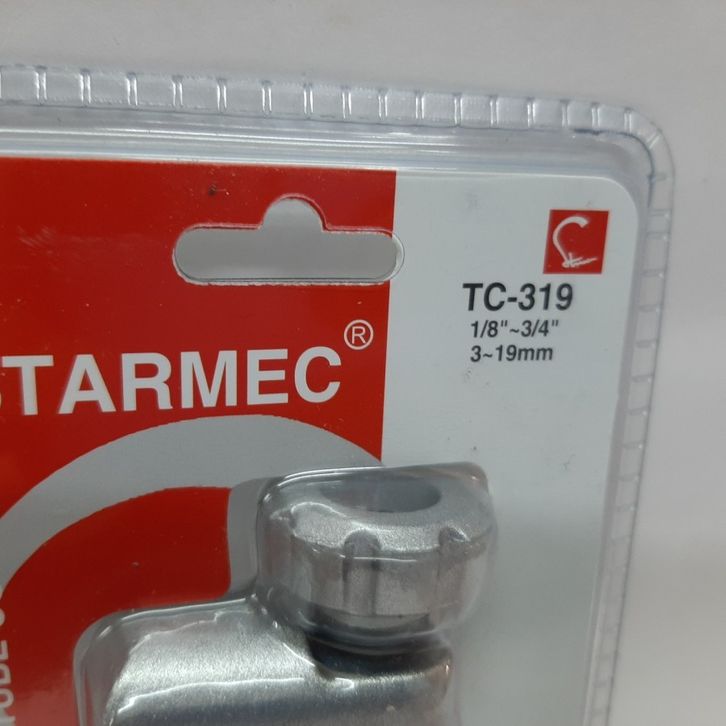 TC-319
1/8"~3/4"
3~19mm
STARMEC®